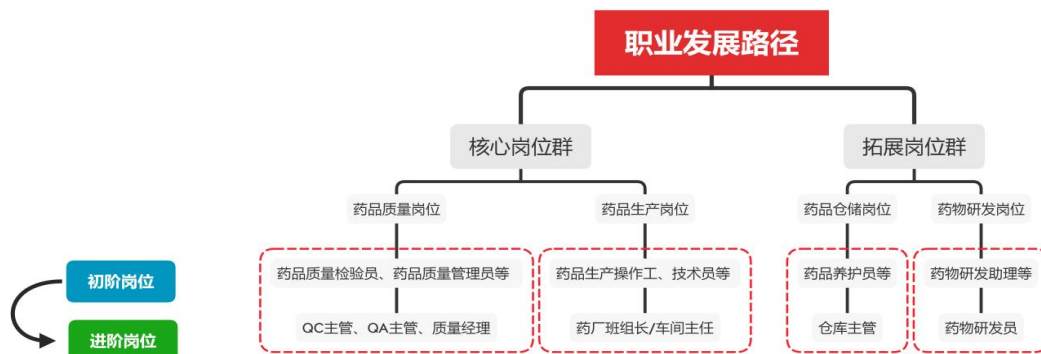 职业发展路径
核心岗位群
拓展岗位群
药品质量岗位
药品生产岗位
药品仓储岗位
药物研发岗位
初阶岗位
药品质量检验员、药品质量管理员等
药品生产操作工、技术员等
药品养护员等
药物研发助理等
进阶岗位
QC主管、QA主管、质量经理
药厂班组长/车间主任
仓库主管
药物研发员